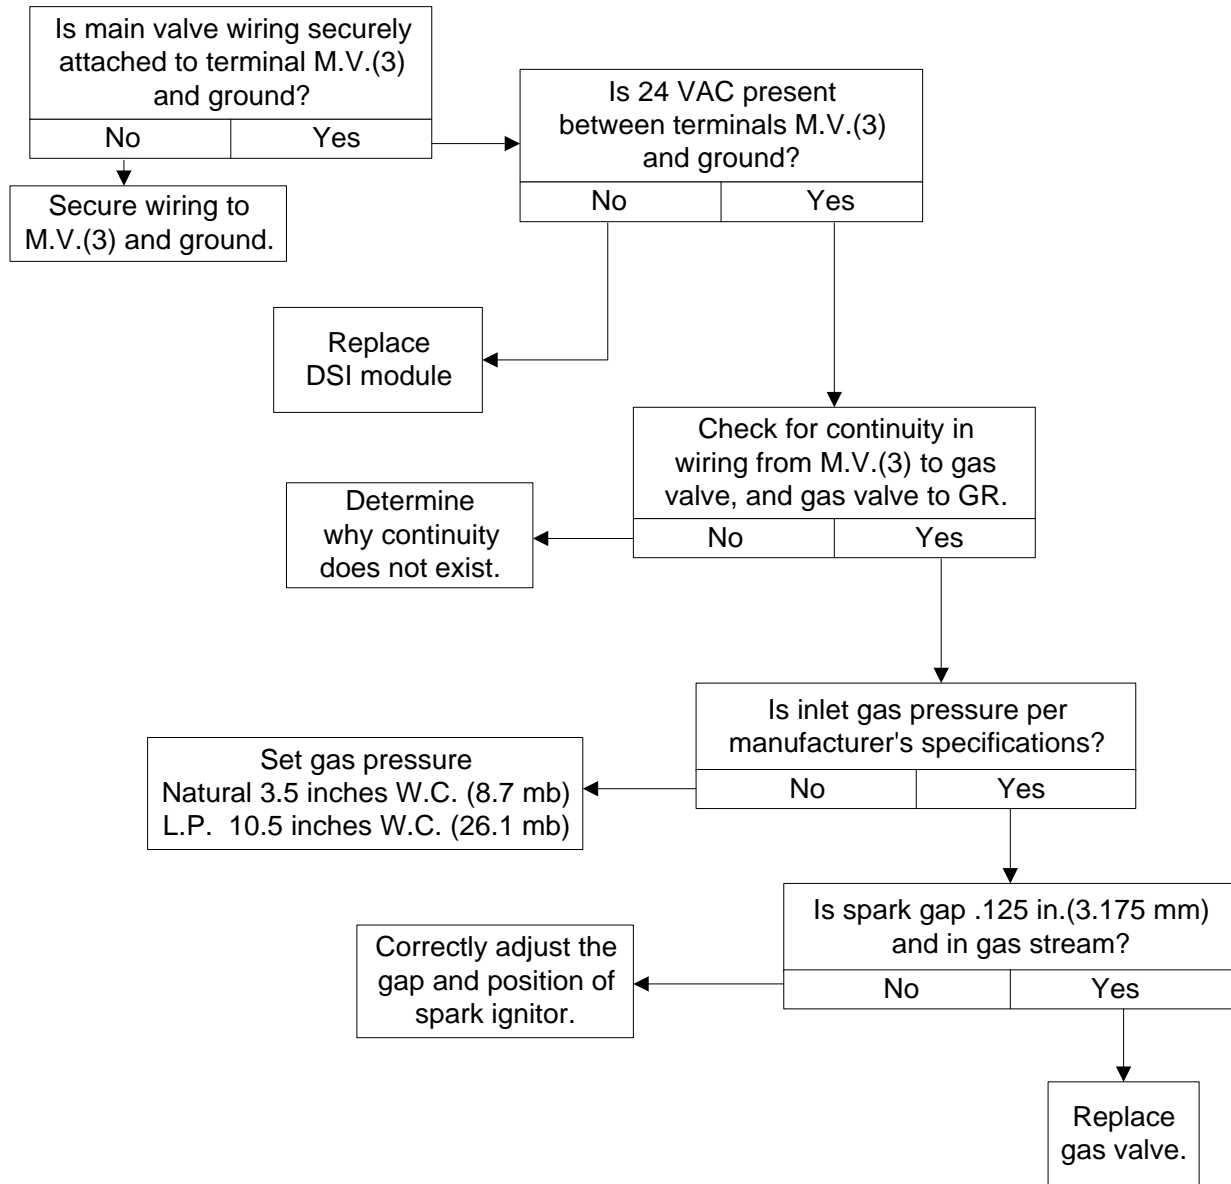 Is main valve wiring securely
attached to terminal M.V.(3)
and ground?
No Yes
Secure wiring to
M.V.(3) and ground.
Is 24 VAC present
between terminals M.V.(3)
and ground?
No Yes
Replace
DSI module
Check for continuity in
wiring from M.V.(3) to gas
valve, and gas valve to GR.
No Yes
Determine
why continuity
does not exist.
Is inlet gas pressure per
manufacturer's specifications?
No Yes
Set gas pressure
Natural 3.5 inches W.C. (8.7 mb)
L.P. 10.5 inches W.C. (26.1 mb)
Is spark gap .125 in.(3.175 mm)
and in gas stream?
No Yes
Correctly adjust the
gap and position of
spark ignitor.
Replace
gas valve.